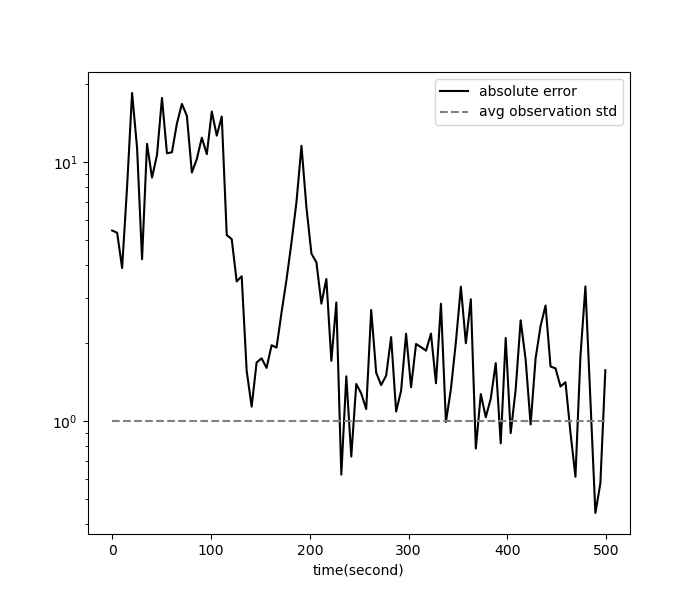 absolute error
avg observation std
10¹
10⁰
0 100 200 300 400 500
time(second)